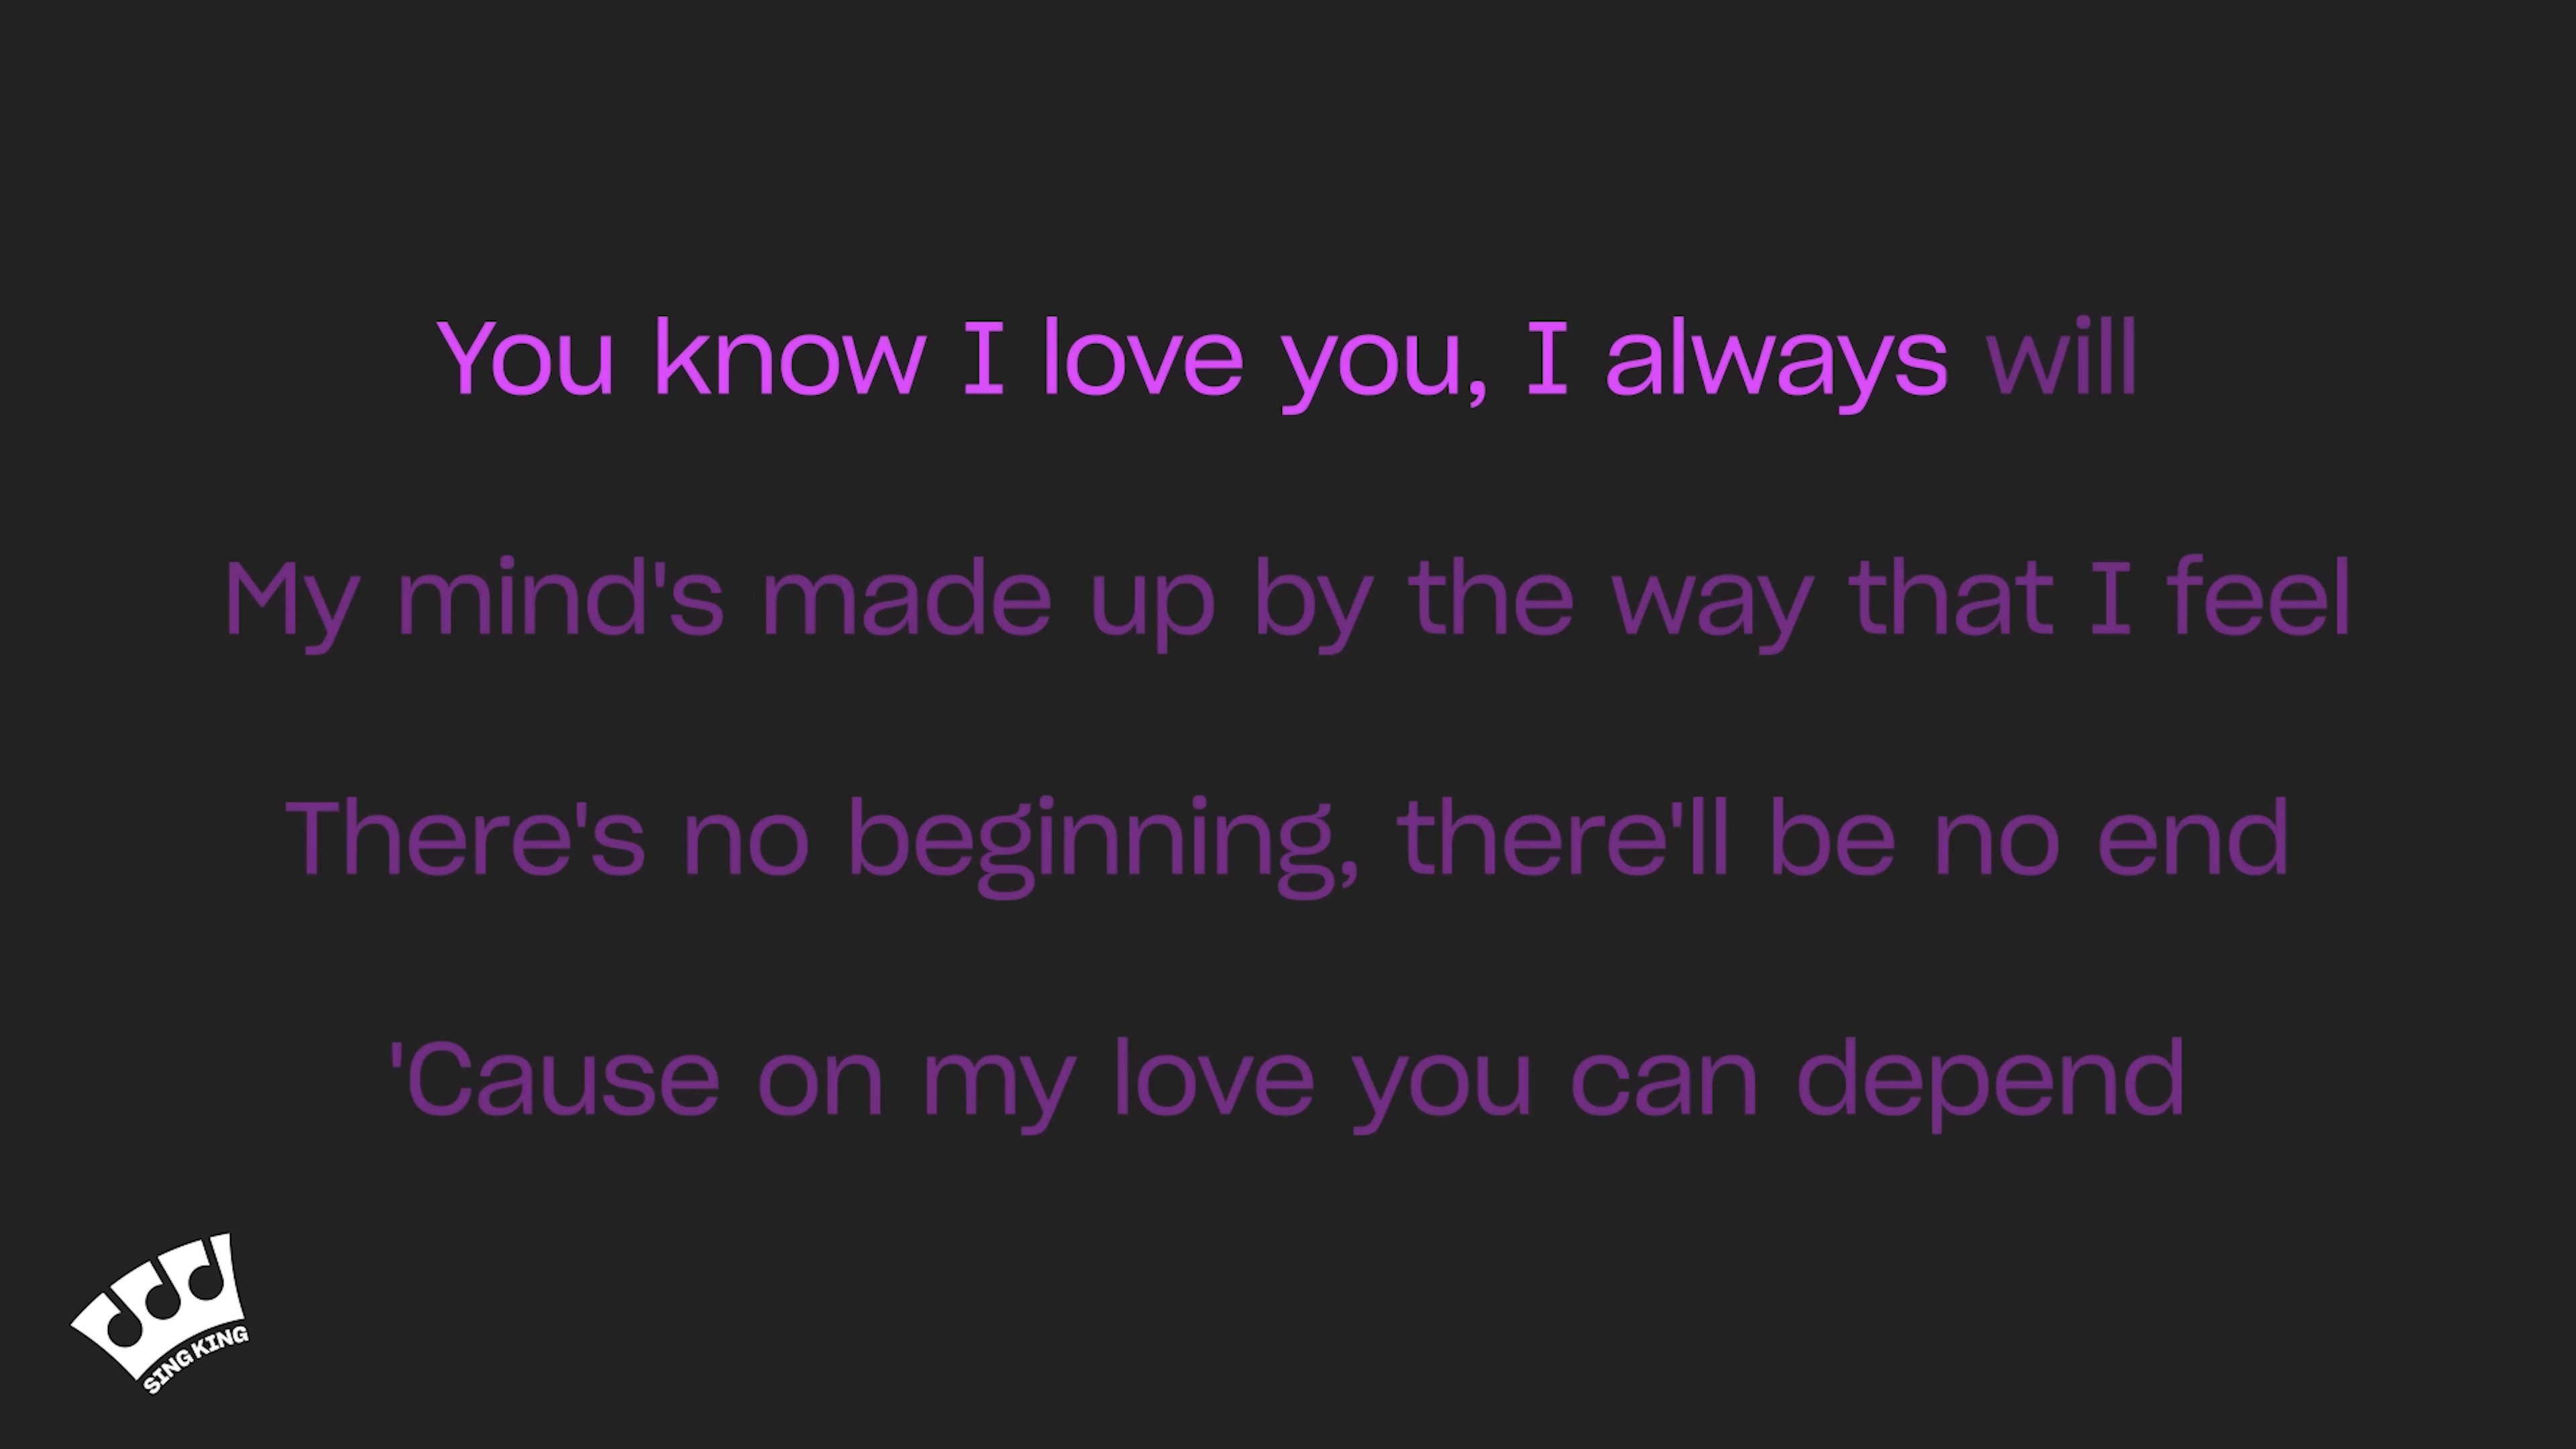 You know I love you, I always will
My mind's made up by the way that I feel
There's no beginning, there'll be no end
'Cause on my love you can depend
SING KING